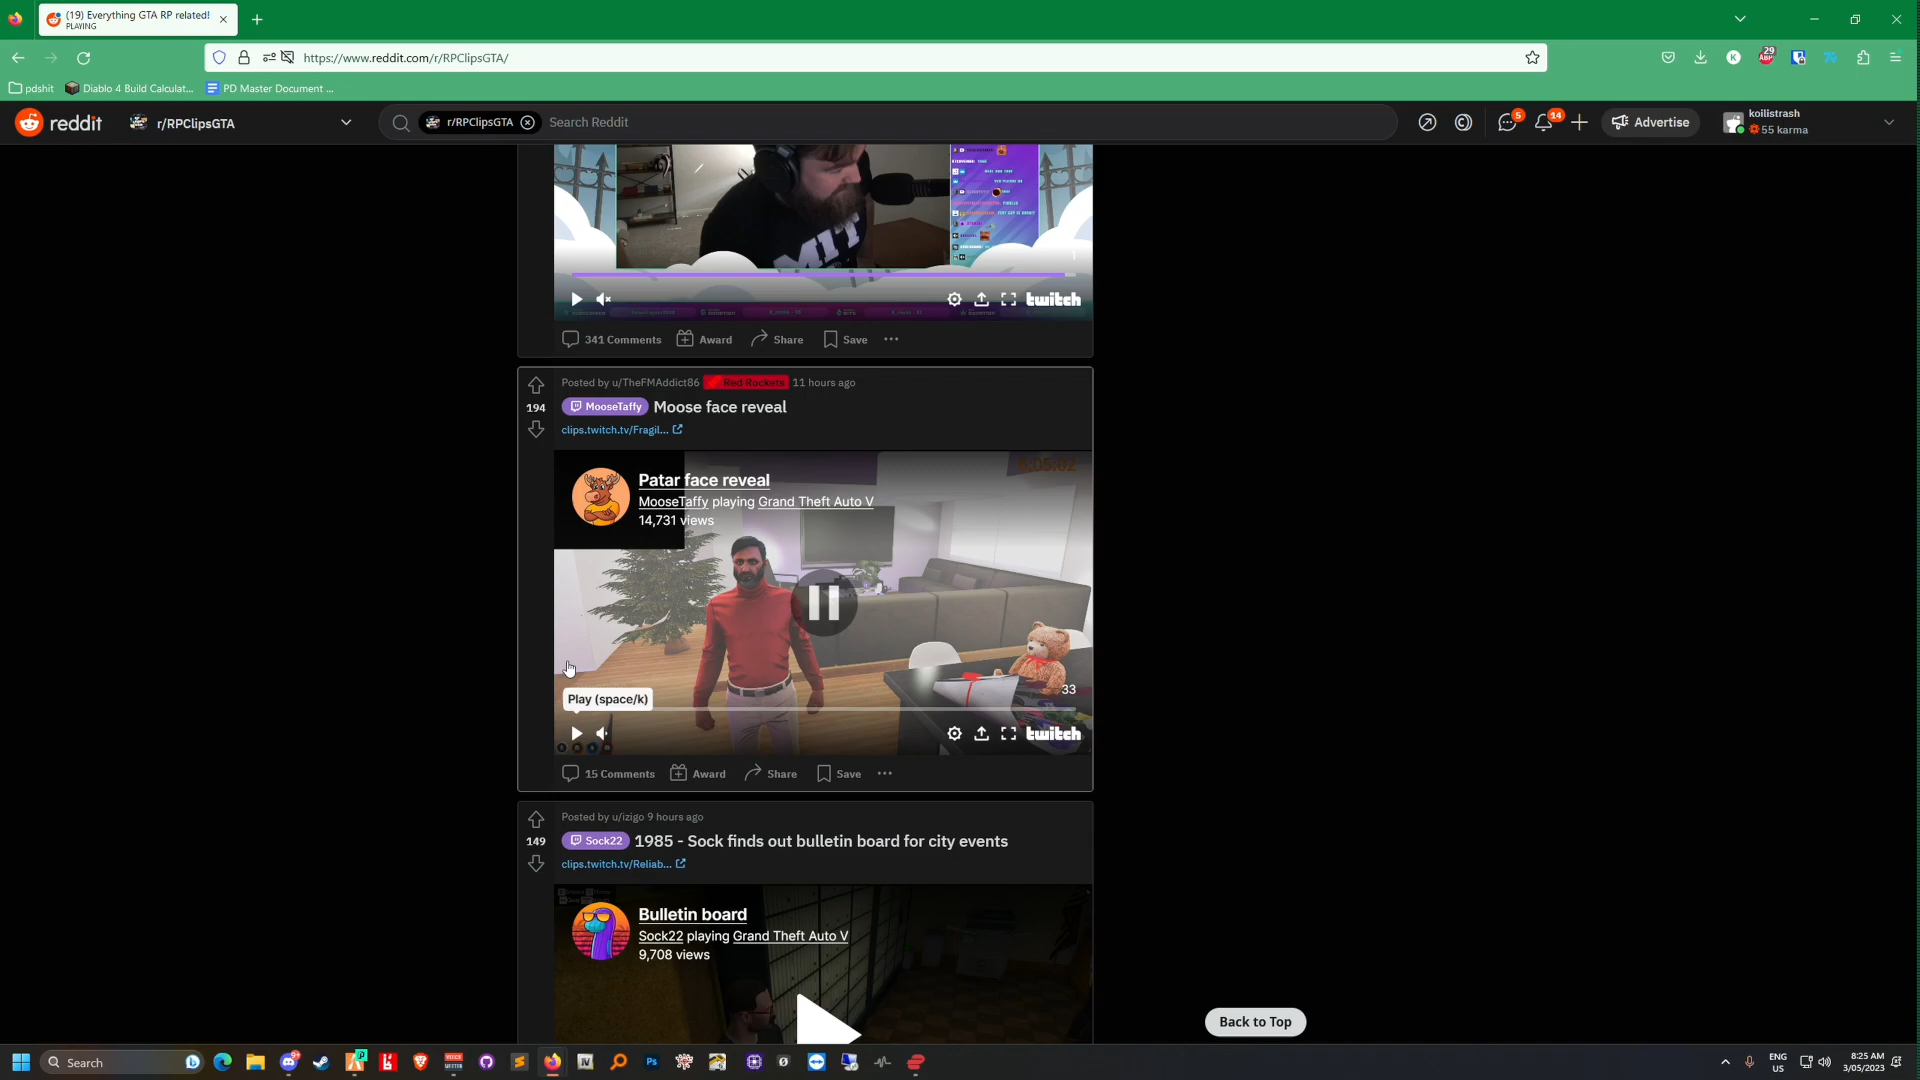 (19) Everything GTA RP related!
PLAYING
https://www.reddit.com/r/RPClipsGTA/
29
ABP
K
pdshit
Diablo 4 Build Calculat...
PD Master Document ...
reddit
r/RPClipsGTA
r/RPClipsGTA
Search Reddit
5
14
Advertise
koilistrash
55 karma
twitch
341 Comments
Award
Share
Save
Posted by u/TheFMAddict86
Red Rockets
11 hours ago
194
MooseTaffy
Moose face reveal
clips.twitch.tv/Fragil...
Patar face reveal
MooseTaffy playing Grand Theft Auto V
14,731 views
33
Play (space/k)
twitch
15 Comments
Award
Share
Save
Posted by u/izigo 9 hours ago
149
Sock22
1985 - Sock finds out bulletin board for city events
clips.twitch.tv/Reliab...
Bulletin board
Sock22 playing Grand Theft Auto V
9,708 views
Back to Top
Search
Ps
ENG
US
8:25 AM
3/05/2023